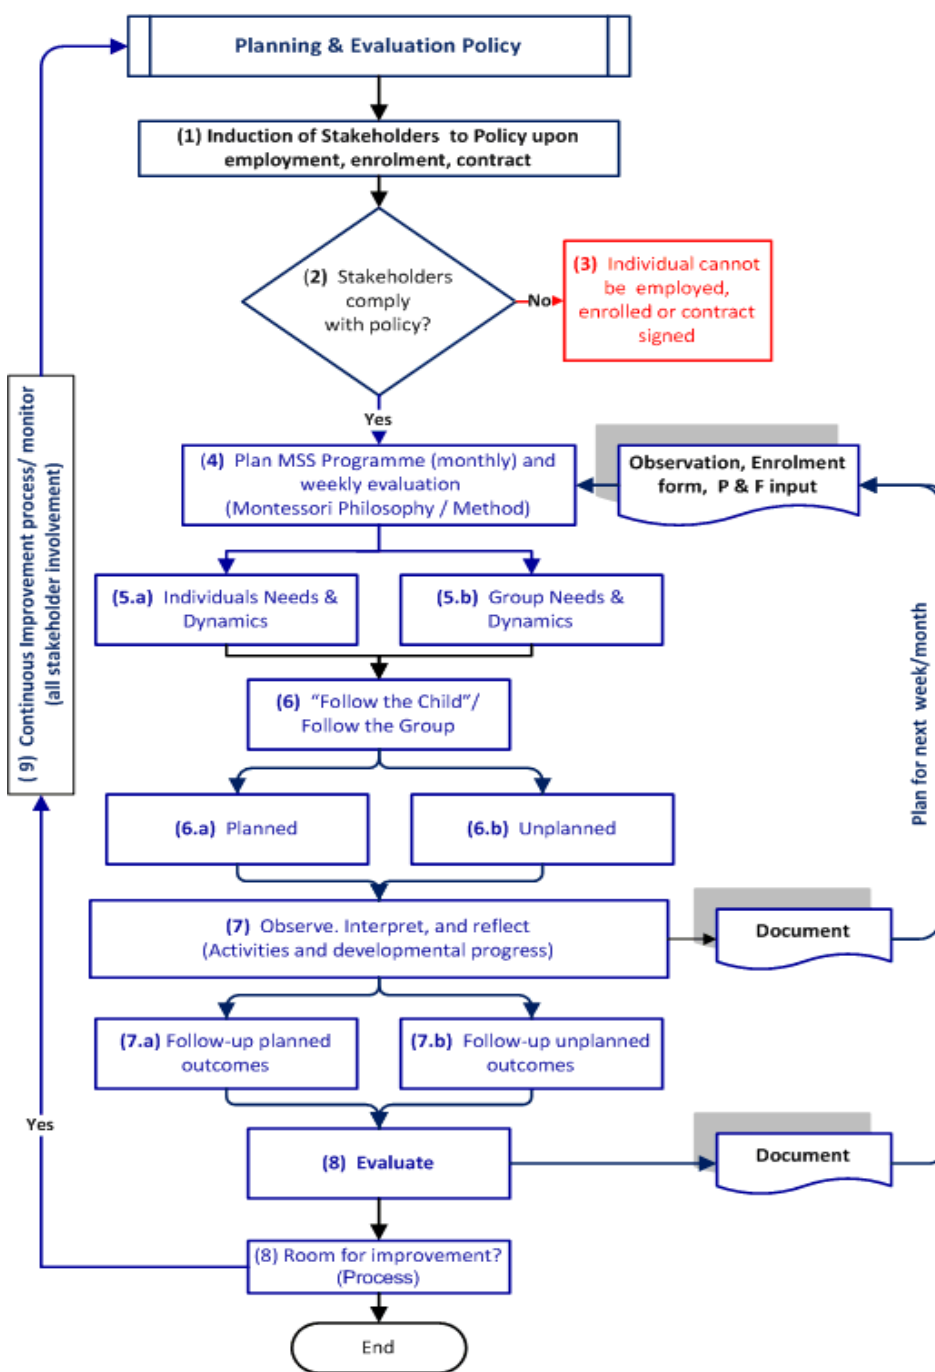 Planning & Evaluation Policy
(1) Induction of Stakeholders to Policy upon
employment, enrolment, contract
(2) Stakeholders
comply
with policy?
No
(3) Individual cannot
be employed,
enrolled or contract
signed
Yes
(4) Plan MSS Programme (monthly) and
weekly evaluation
(Montessori Philosophy / Method)
Observation, Enrolment
form, P & F input
(5.a) Individuals Needs &
Dynamics
(5.b) Group Needs &
Dynamics
(6) “Follow the Child”/
Follow the Group
(6.a) Planned
(6.b) Unplanned
(7) Observe. Interpret, and reflect
(Activities and developmental progress)
Document
Plan for next week/month
(7.a) Follow-up planned
outcomes
(7.b) Follow-up unplanned
outcomes
(8) Evaluate
Document
(8) Room for improvement?
(Process)
Yes
( 9) Continuous Improvement process/ monitor
(all stakeholder involvement)
End